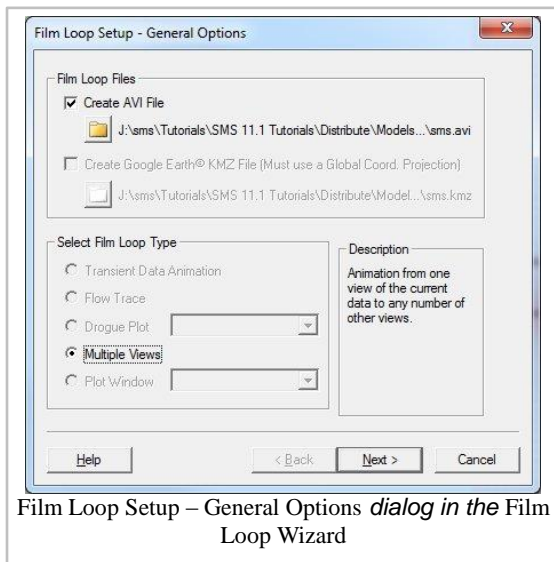 Film Loop Setup - General Options
Film Loop Files
Create AVI File
J:\sms\Tutorials\SMS 11.1 Tutorials\Distribute\Models...\sms.avi
Create Google Earth® KMZ File (Must use a Global Coord. Projection)
J:\sms\Tutorials\SMS 11.1 Tutorials\Distribute\Model...\sms.kmz
Select Film Loop Type
Transient Data Animation
Flow Trace
Drogue Plot
Multiple Views
Plot Window
Description
Animation from one
view of the current
data to any number of
other views.
Help
< Back
Next >
Cancel
Film Loop Setup – General Options dialog in the Film
Loop Wizard